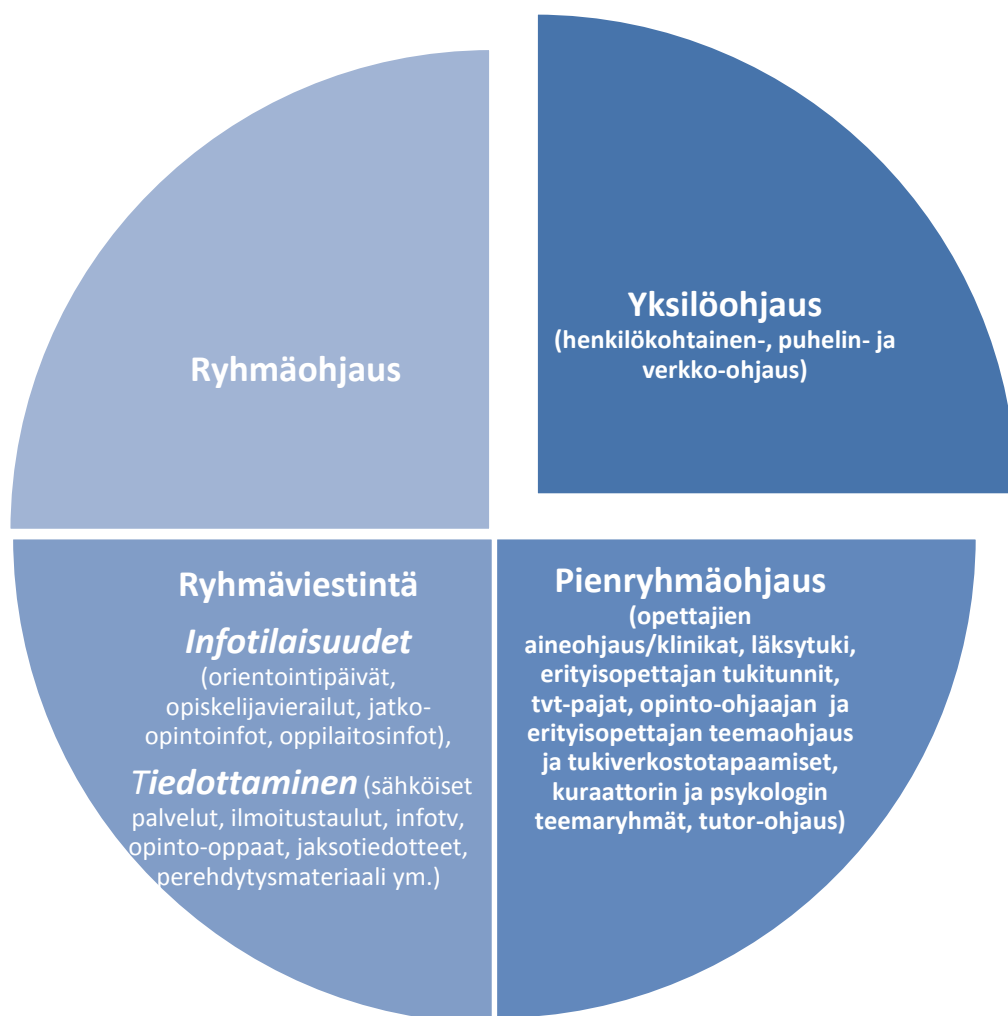 Ryhmäohjaus
Yksilöohjaus
(henkilökohtainen-, puhelin- ja
verkko-ohjaus)
Ryhmäviestintä
Infotilaisuudet
(orientointipäivät,
opiskelijavierailut, jatko-
opintoinfot, oppilaitosinfot),
Tiedottaminen (sähköiset
palvelut, ilmoitustaulut, infotv,
opinto-oppaat, jaksotiedotteet,
perehdytysmateriaali ym.)
Pienryhmäohjaus
(opettajien
aineohjaus/klinikat, läksytuki,
erityisopettajan tukitunnit,
tvt-pajat, opinto-ohjaajan ja
erityisopettajan teemaohjaus
ja tukiverkostotapaamiset,
kuraattorin ja psykologin
teemaryhmät, tutor-ohjaus)